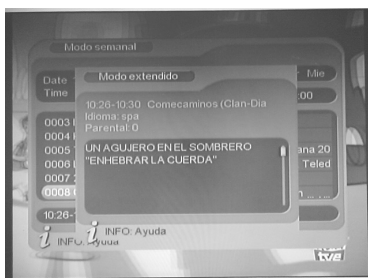 Modo semanal
Date
Mie
Time
:00
Modo extendido
10:26-10:30 Comecaminos (Clan-Dia
Idioma: spa
Parental: 0
UN AGUJERO EN EL SOMBRERO
"ENHEBRAR LA CUERDA"
0003
0004
0005
ana 20
0006
Teled
0007
0008
10:26-
INFO: Ayuda
INFO: Ayuda
tve